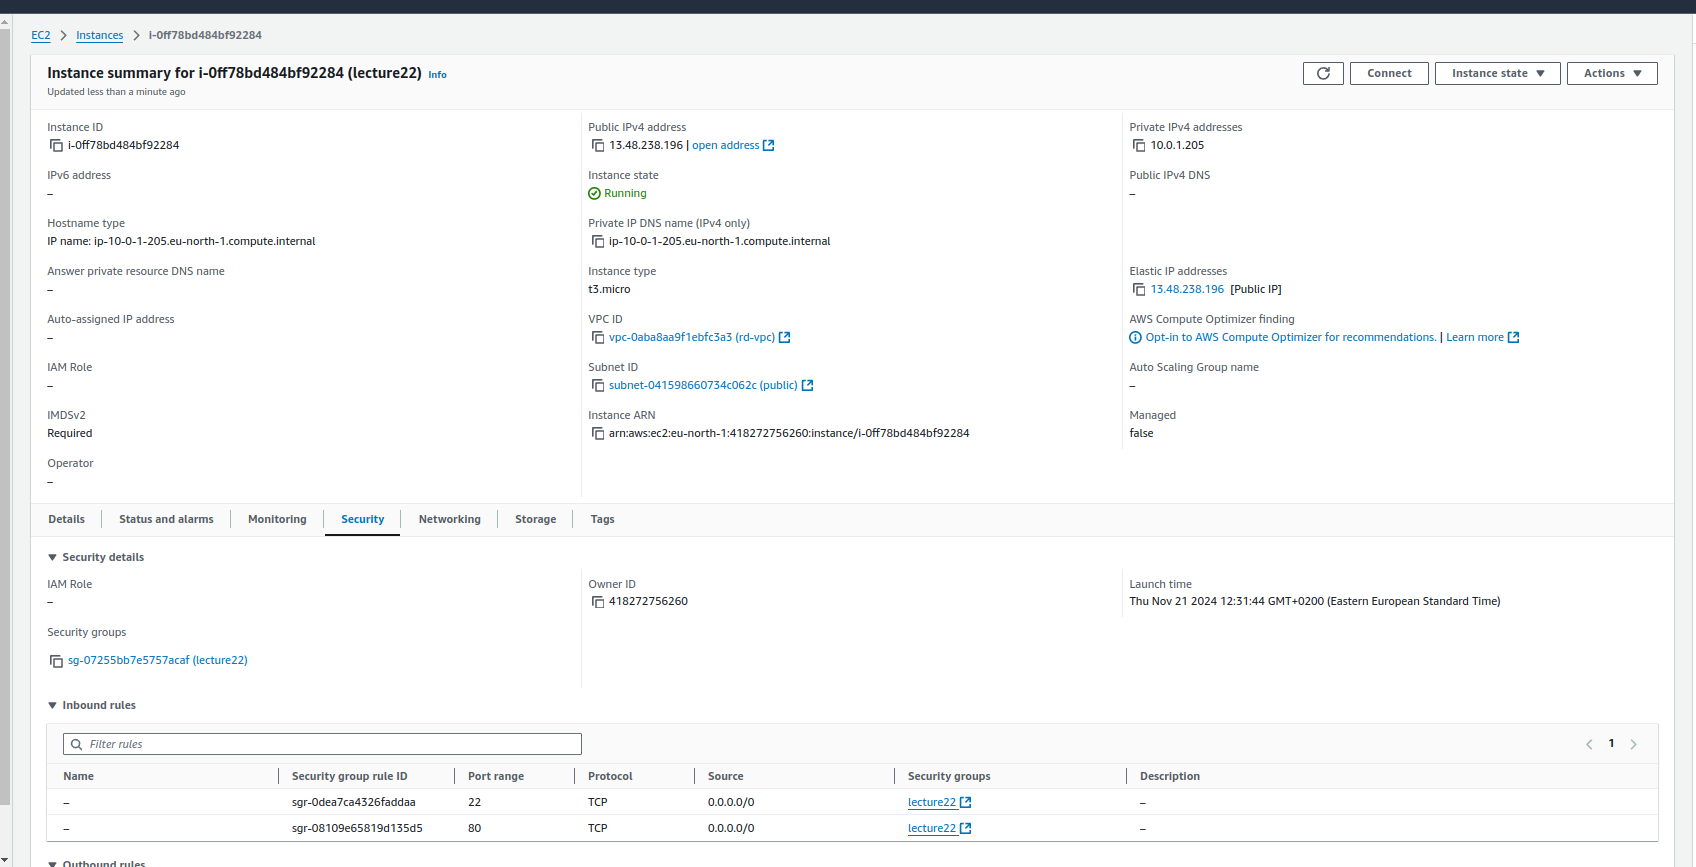 EC2 > Instances > i-0ff78bd484bf92284
Instance summary for i-0ff78bd484bf92284 (lecture22) Info
Updated less than a minute ago
Connect
Instance state
Actions
Instance ID
i-0ff78bd484bf92284
Public IPv4 address
13.48.238.196 | open address
Private IPv4 addresses
10.0.1.205
IPv6 address
–
Instance state
Running
Public IPv4 DNS
–
Hostname type
IP name: ip-10-0-1-205.eu-north-1.compute.internal
Private IP DNS name (IPv4 only)
ip-10-0-1-205.eu-north-1.compute.internal
Answer private resource DNS name
–
Instance type
t3.micro
Elastic IP addresses
13.48.238.196 [Public IP]
Auto-assigned IP address
–
VPC ID
vpc-0aba8aa9f1ebfc3a3 (rd-vpc)
AWS Compute Optimizer finding
Opt-in to AWS Compute Optimizer for recommendations. | Learn more
IAM Role
–
Subnet ID
subnet-041598660734c062c (public)
Auto Scaling Group name
–
IMDSv2
Required
Instance ARN
arn:aws:ec2:eu-north-1:418272756260:instance/i-0ff78bd484bf92284
Managed
false
Operator
–
Details Status and alarms Monitoring Security Networking Storage Tags
Security details
IAM Role
–
Owner ID
418272756260
Launch time
Thu Nov 21 2024 12:31:44 GMT+0200 (Eastern European Standard Time)
Security groups
sg-07255bb7e5757acaf (lecture22)
Inbound rules
Filter rules
< 1 >
Name Security group rule ID Port range Protocol Source Security groups Description
– sgr-0dea7ca4326faddaa 22 TCP 0.0.0.0/0 lecture22 –
– sgr-08109e65819d135d5 80 TCP 0.0.0.0/0 lecture22 –
Outbound rules